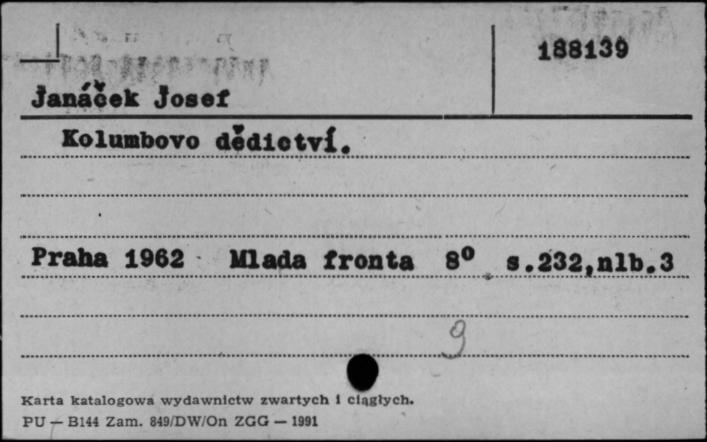 188139
Janáček Josef
Kolumbovo dědictví.
Praha 1962 Mlada fronta 8⁰ s.232,nlb.3
9
Karta katalogowa wydawnictw zwartych i ciągłych.
PU — B144 Zam. 849/DW/On ZGG — 1991